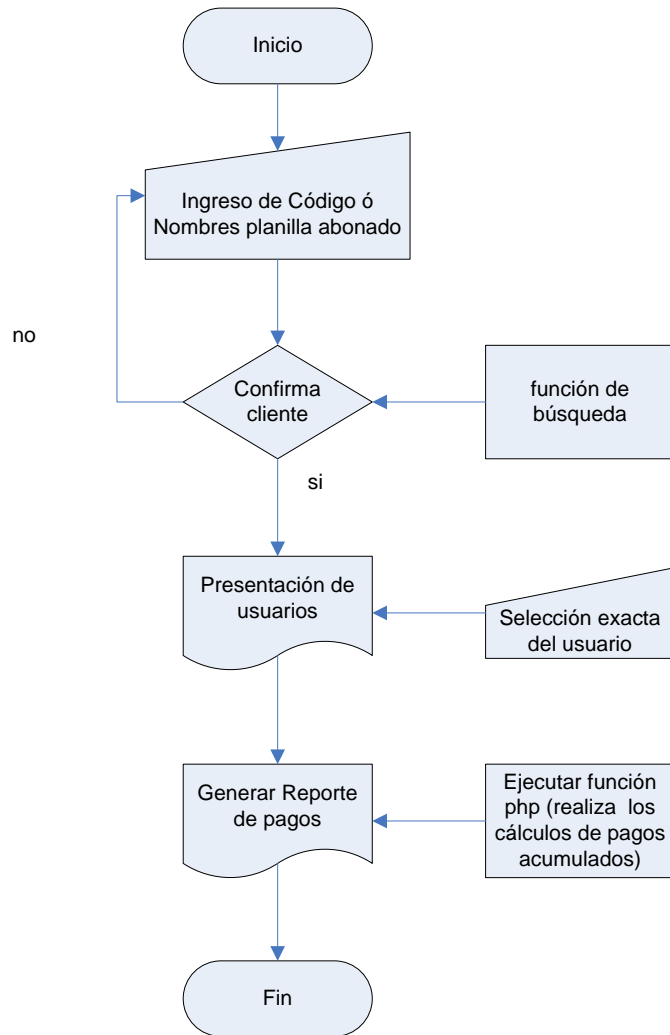 Inicio
Ingreso de Código ó
Nombres planilla abonado
no
Confirma
cliente
función de
búsqueda
si
Presentación de
usuarios
Selección exacta
del usuario
Generar Reporte
de pagos
Ejecutar función
php (realiza los
cálculos de pagos
acumulados)
Fin